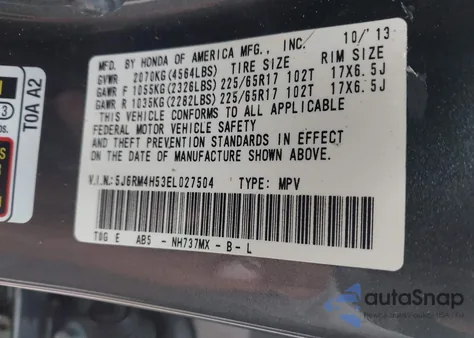 MFD. BY HONDA OF AMERICA MFG., INC. 10/'13
GVWR 2070KG(4564LBS) TIRE SIZE RIM SIZE
GAWR F 1055KG(2326LBS) 225/65R17 102T 17X6.5J
GAWR R 1035KG(2282LBS) 225/65R17 102T 17X6.5J
THIS VEHICLE CONFORMS TO ALL APPLICABLE
FEDERAL MOTOR VEHICLE SAFETY
AND THEFT PREVENTION STANDARDS IN EFFECT
ON THE DATE OF MANUFACTURE SHOWN ABOVE.
V.I.N.:5J6RM4H53EL027504 TYPE: MPV
T0G E ABS- NH737MX - B - L
T0A A2
3
autoSnap